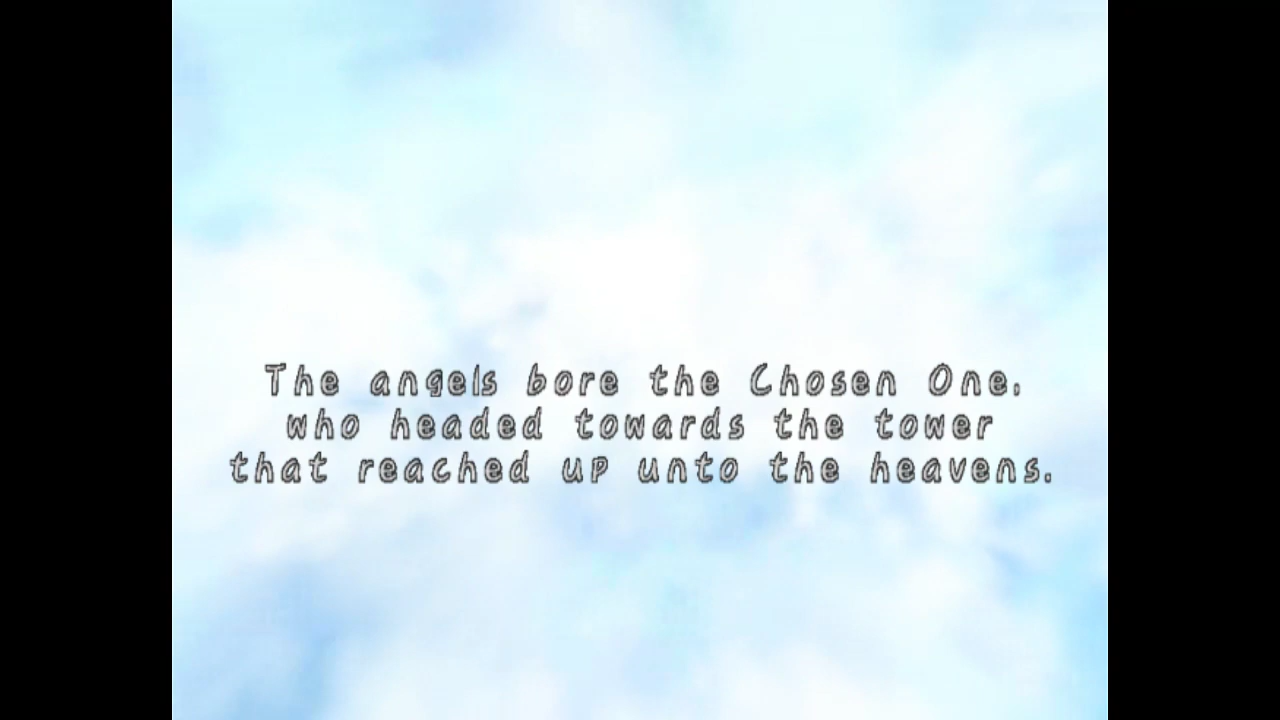 The angels bore the Chosen One,
who headed towards the tower
that reached up unto the heavens.